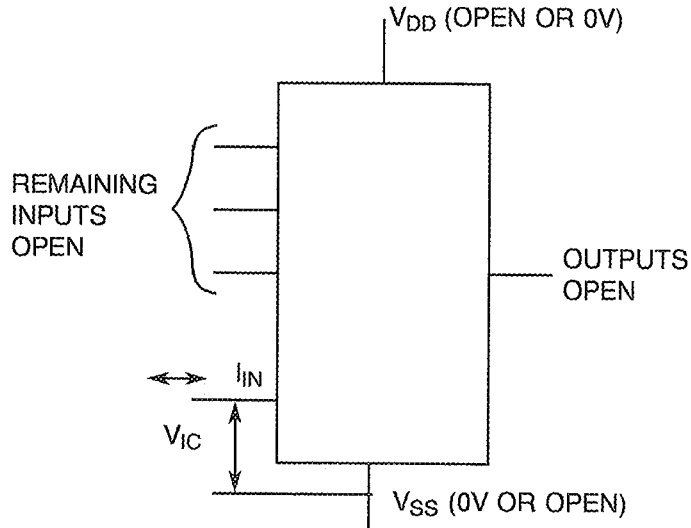 VDD (OPEN OR 0V)
REMAINING
INPUTS
OPEN
OUTPUTS
OPEN
IIN
VIC
VSS (0V OR OPEN)